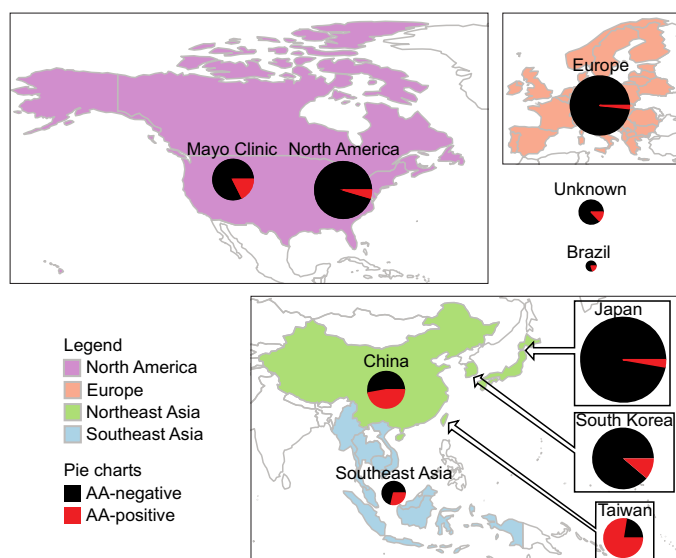 Mayo Clinic
North America
Europe
Unknown
Brazil
Legend
North America
Europe
Northeast Asia
Southeast Asia
Pie charts
AA-negative
AA-positive
China
Southeast Asia
Japan
South Korea
Taiwan